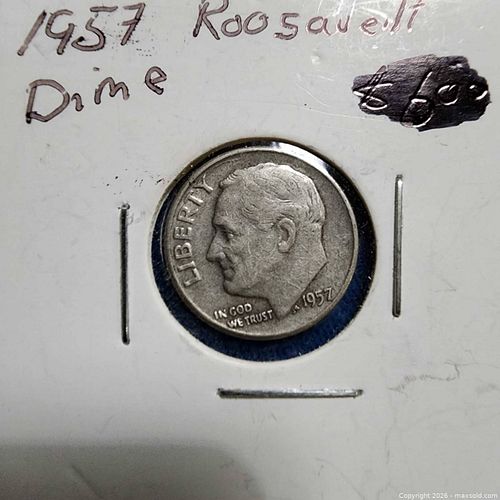 1957 Roosavelt
Dime
LIBERTY
IN GOD
WE TRUST
1957
Copyright 2026 - maxsold.com